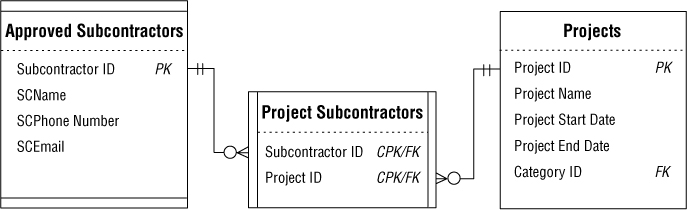 Approved Subcontractors
Subcontractor ID PK
SCName
SCPhone Number
SCEmail
Project Subcontractors
Subcontractor ID CPK/FK
Project ID CPK/FK
Projects
Project ID PK
Project Name
Project Start Date
Project End Date
Category ID FK